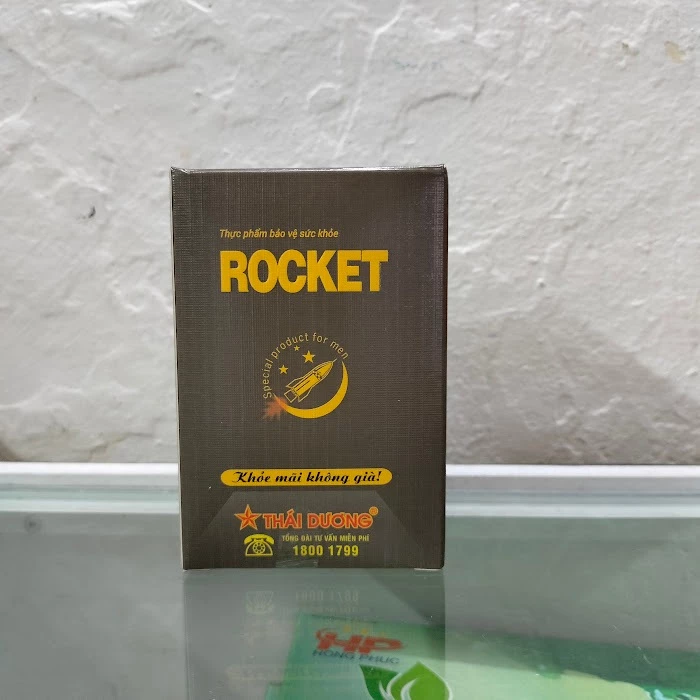 Thực phẩm bảo vệ sức khỏe
ROCKET
Special product for men
Khỏe mãi không già!
THÁI DƯƠNG®
TỔNG ĐÀI TƯ VẤN MIỄN PHÍ
1800 1799
HP
HỒNG PHÚC